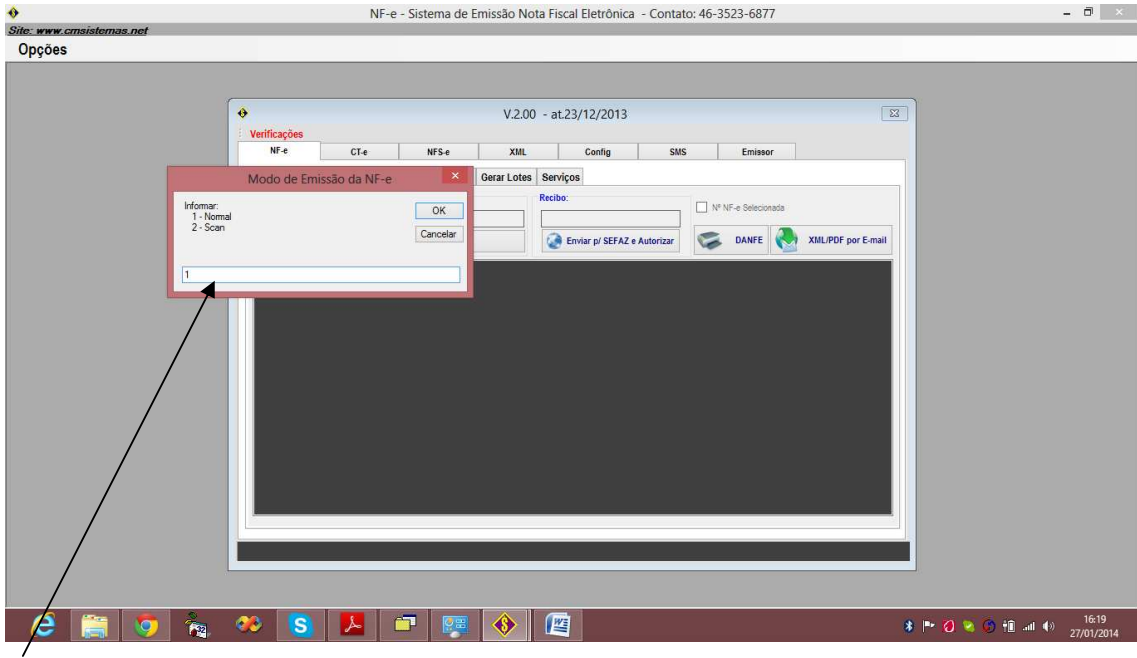 NF-e - Sistema de Emissão Nota Fiscal Eletrônica - Contato: 46-3523-6877
Site: www.cmsistemas.net
Opções
V.2.00 - at.23/12/2013
Verificações
NF-e CT-e NFS-e XML Config SMS Emissor
Modo de Emissão da NF-e
Gerar Lotes Serviços
Informar:
1 - Normal
2 - Scan
OK
Cancelar
1
Recibo:
Nº NF-e Selecionada
Enviar p/ SEFAZ e Autorizar
DANFE
XML/PDF por E-mail
16:19
27/01/2014